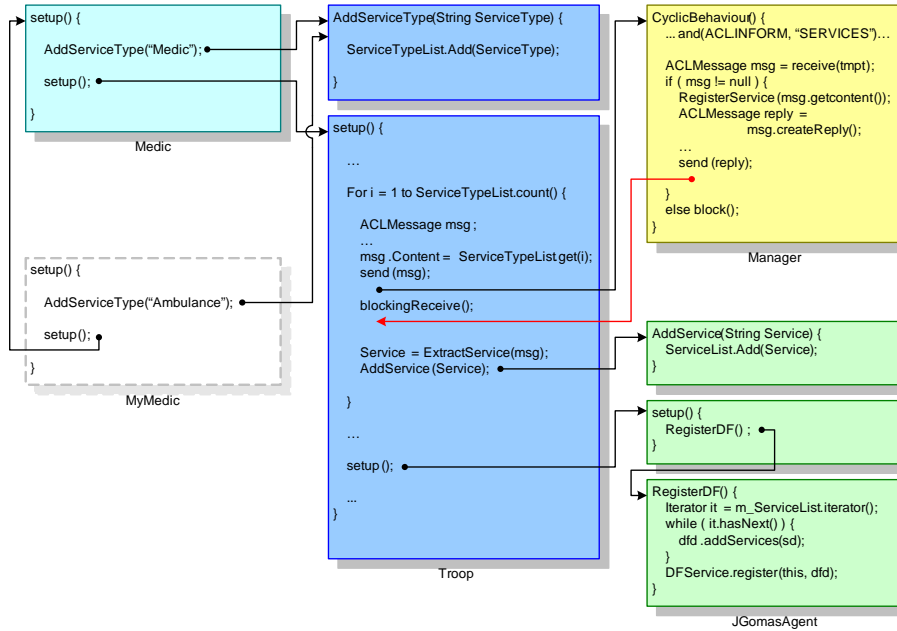 setup() {
AddServiceType(“Medic”);
setup();
}
Medic
setup() {
AddServiceType(“Ambulance”);
setup();
}
MyMedic
AddServiceType(String ServiceType) {
ServiceTypeList.Add(ServiceType);
}
setup() {
…
For i = 1 to ServiceTypeList.count() {
ACLMessage msg ;
…
msg .Content = ServiceTypeList.get(i);
send (msg);
blockingReceive();
Service = ExtractService(msg);
AddService (Service);
}
…
setup ();
...
}
Troop
CyclicBehaviour() {
... and(ACL.INFORM, “SERVICES”)…
ACLMessage msg = receive(tmpt);
if ( msg != null ) {
RegisterService (msg.getcontent());
ACLMessage reply =
msg.createReply();
…
send (reply);
}
else block();
}
Manager
AddService(String Service) {
ServiceList.Add(Service);
}
setup() {
RegisterDF() ;
}
RegisterDF() {
Iterator it = m_ServiceList.iterator();
while ( it.hasNext() ) {
dfd .addServices(sd);
}
DFService.register(this, dfd);
}
JGomasAgent